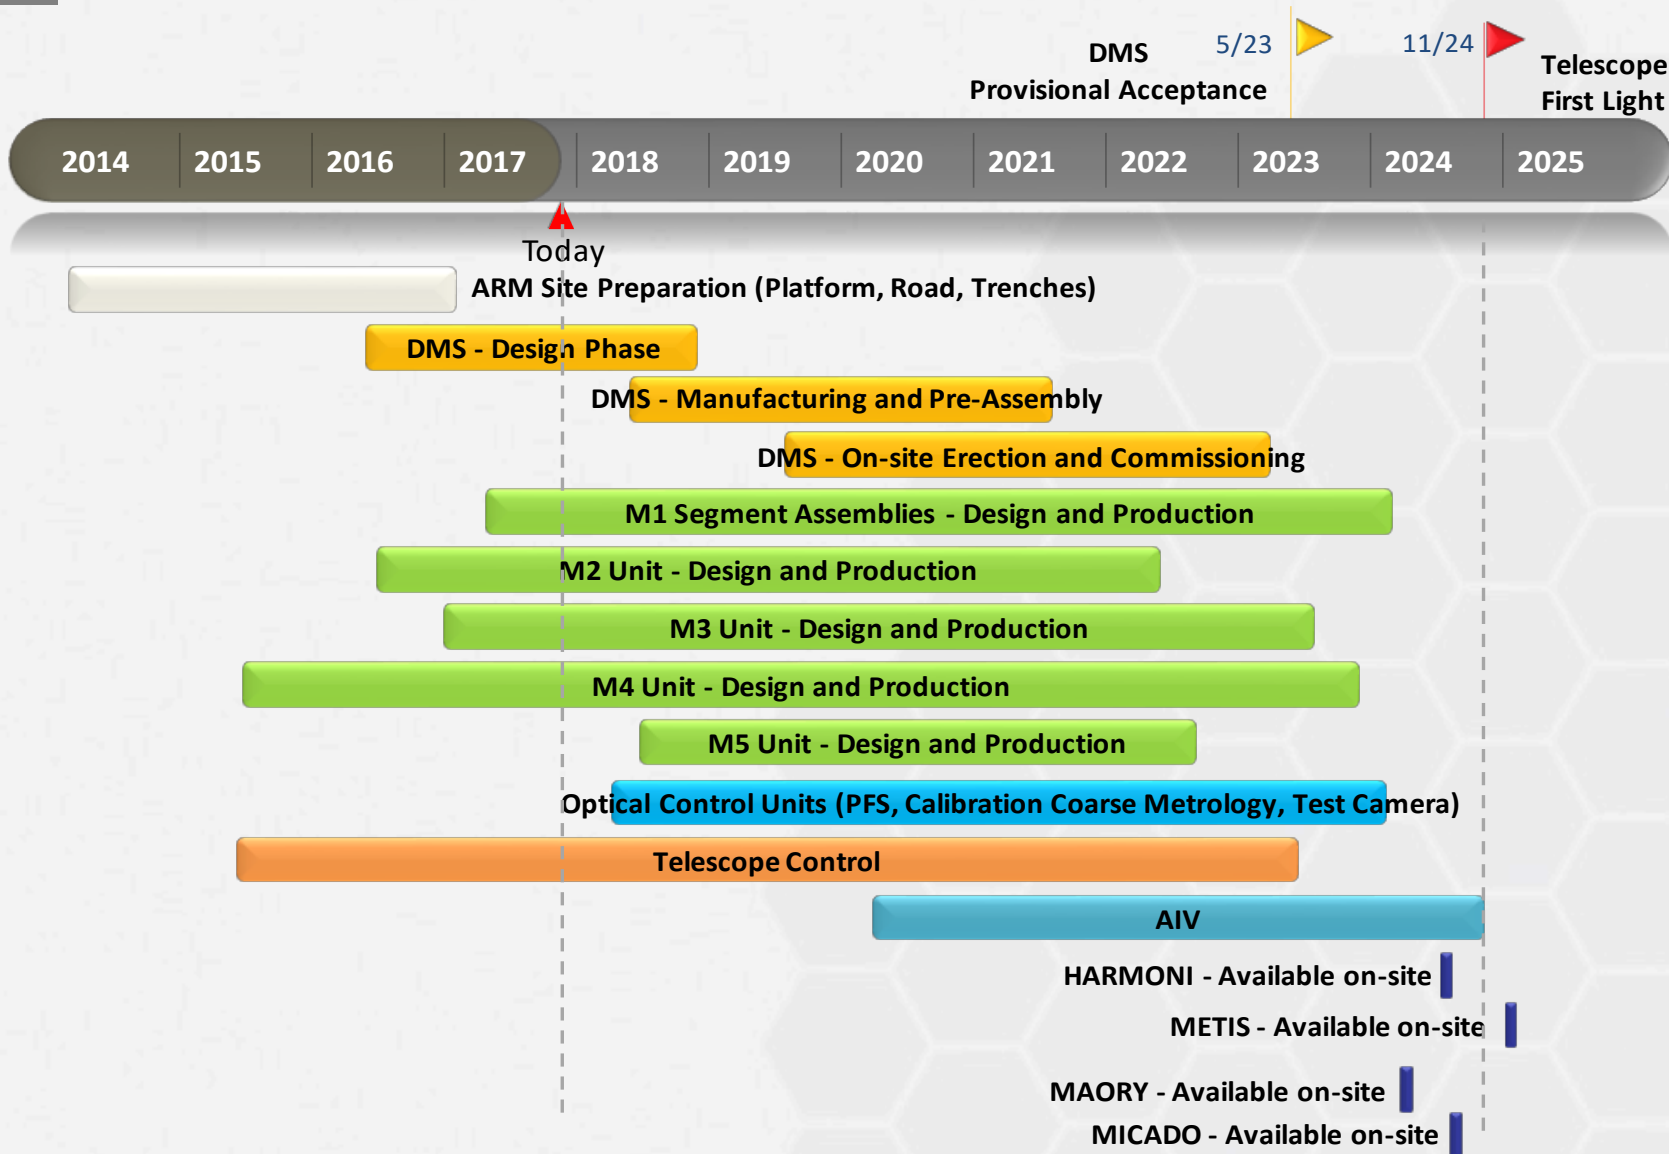 DMS
Provisional Acceptance
5/23
11/24
Telescope
First Light
2014 2015 2016 2017 2018 2019 2020 2021 2022 2023 2024 2025
Today
ARM Site Preparation (Platform, Road, Trenches)
DMS - Design Phase
DMS - Manufacturing and Pre-Assembly
DMS - On-site Erection and Commissioning
M1 Segment Assemblies - Design and Production
M2 Unit - Design and Production
M3 Unit - Design and Production
M4 Unit - Design and Production
M5 Unit - Design and Production
Optical Control Units (PFS, Calibration Coarse Metrology, Test Camera)
Telescope Control
AIV
HARMONI - Available on-site
METIS - Available on-site
MAORY - Available on-site
MICADO - Available on-site